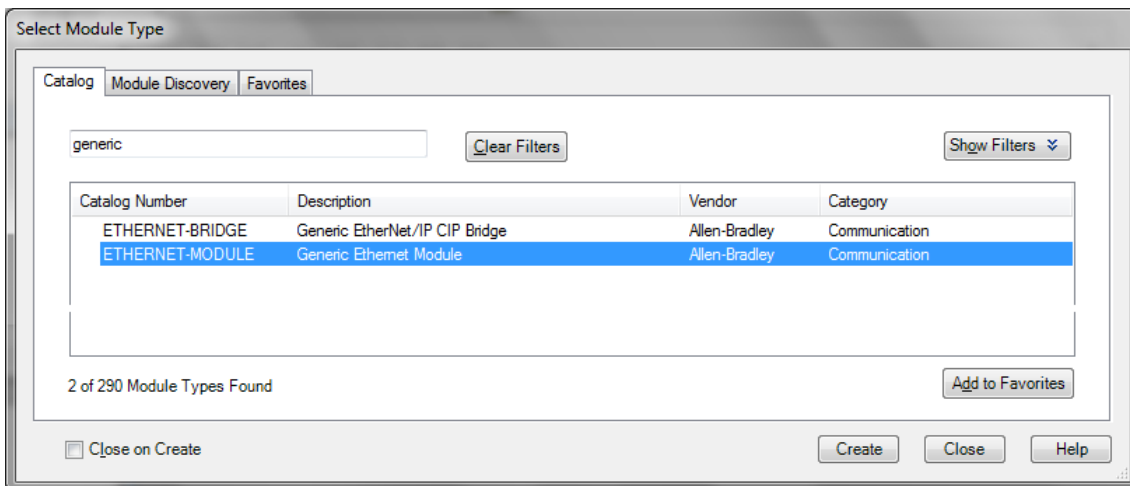 Select Module Type
Catalog Module Discovery Favorites
generic Clear Filters Show Filters
Catalog Number Description Vendor Category
ETHERNET-BRIDGE Generic EtherNet/IP CIP Bridge Allen-Bradley Communication
ETHERNET-MODULE Generic Ethernet Module Allen-Bradley Communication
2 of 290 Module Types Found Add to Favorites
Close on Create Create Close Help